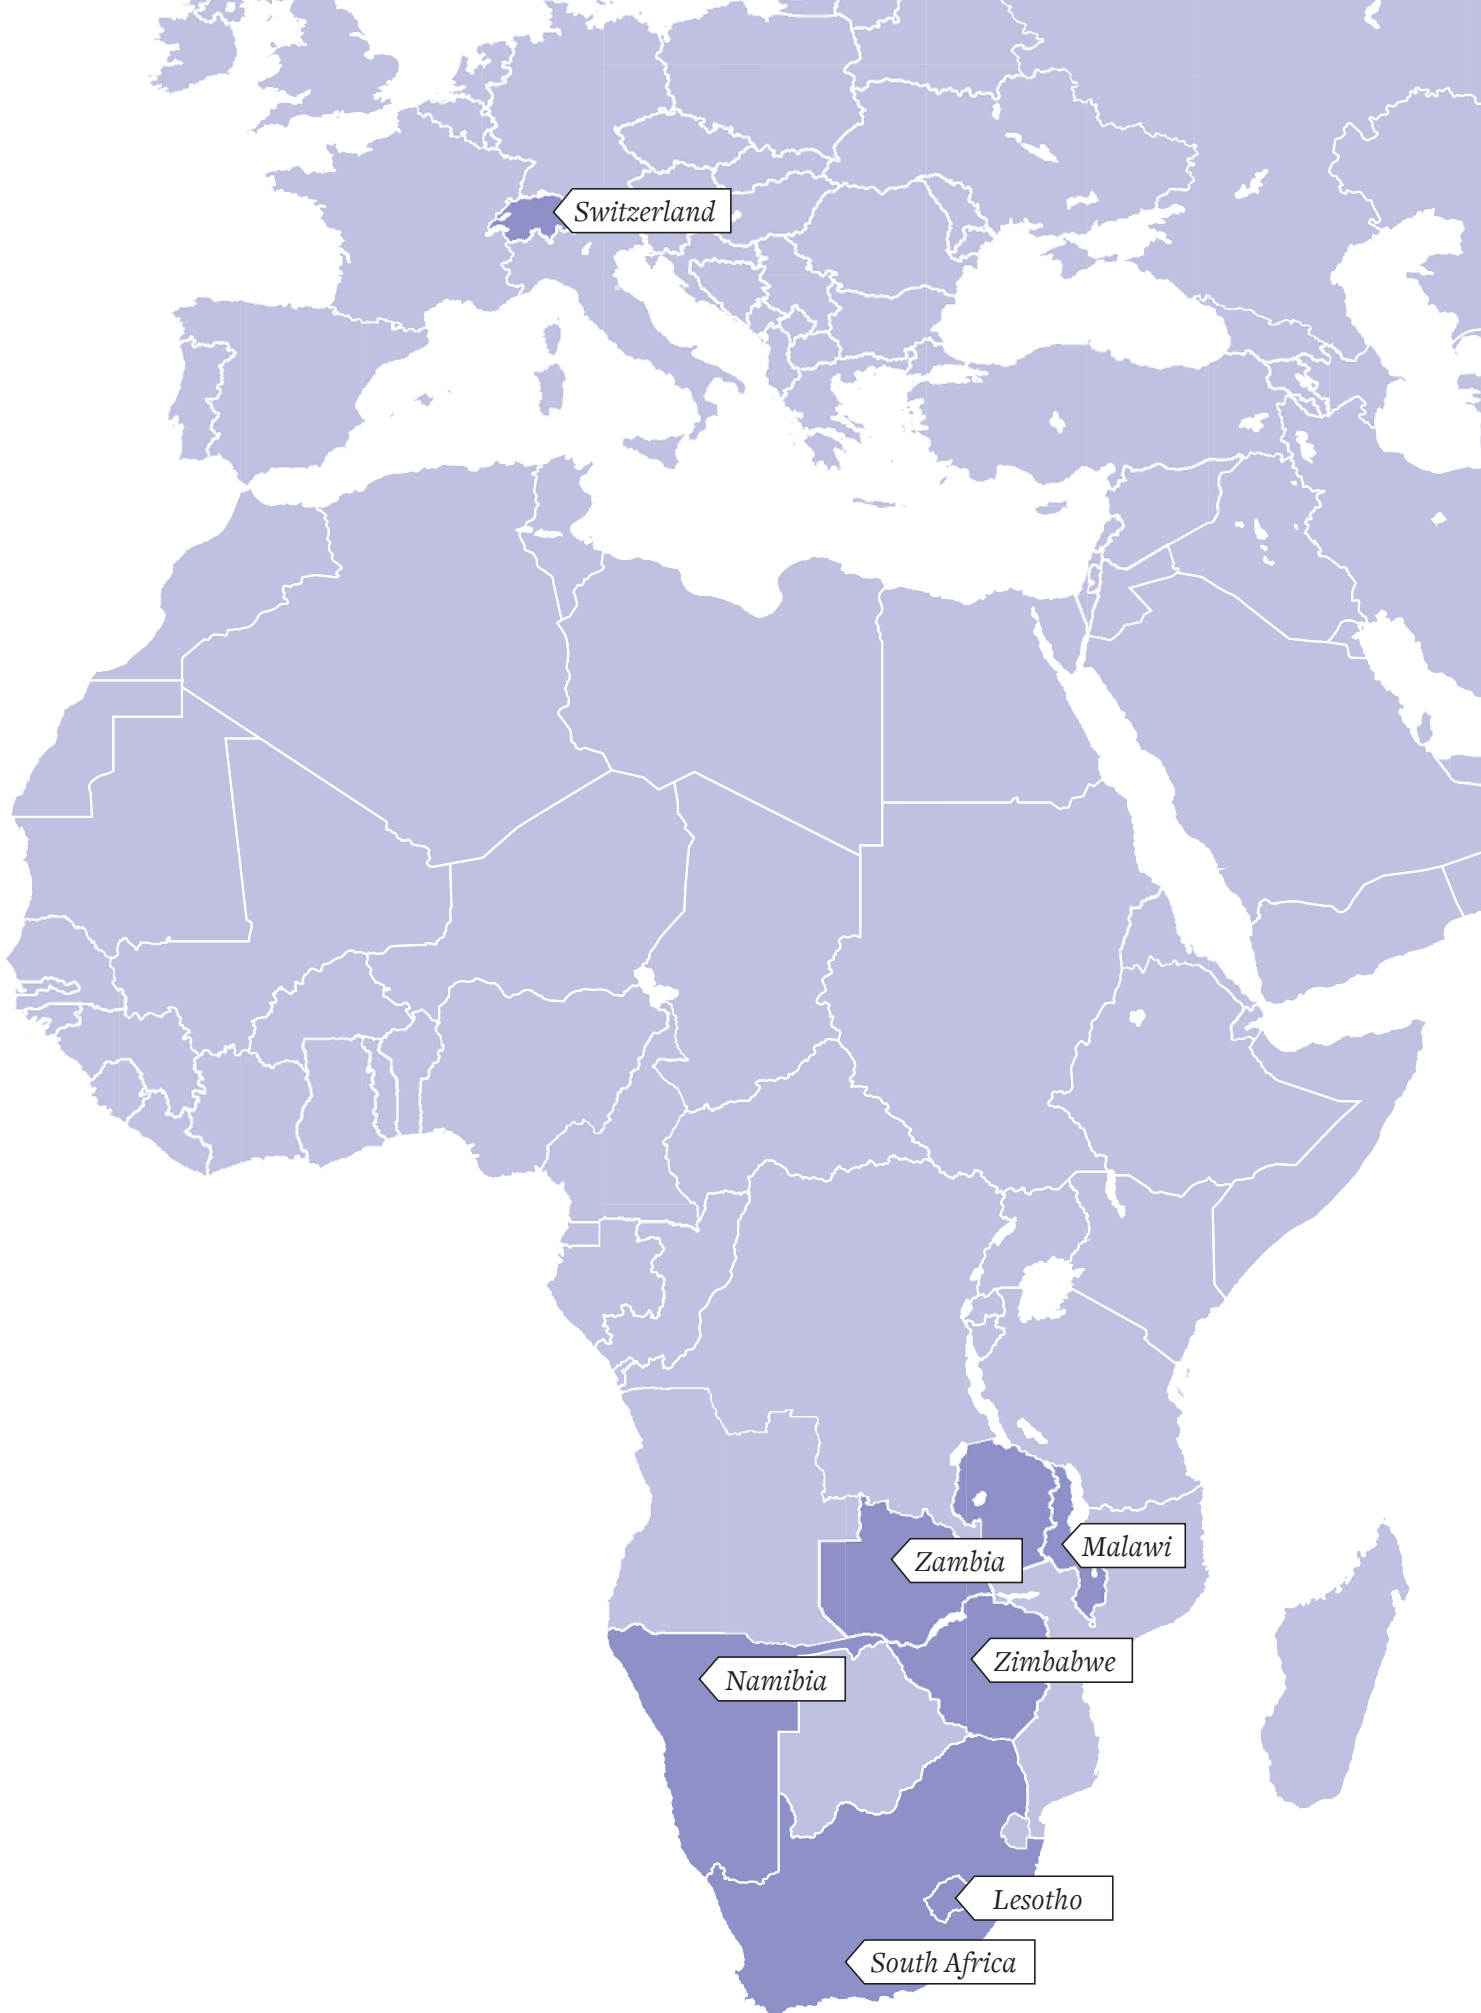 Switzerland
Malawi
Zambia
Zimbabwe
Namibia
Lesotho
South Africa